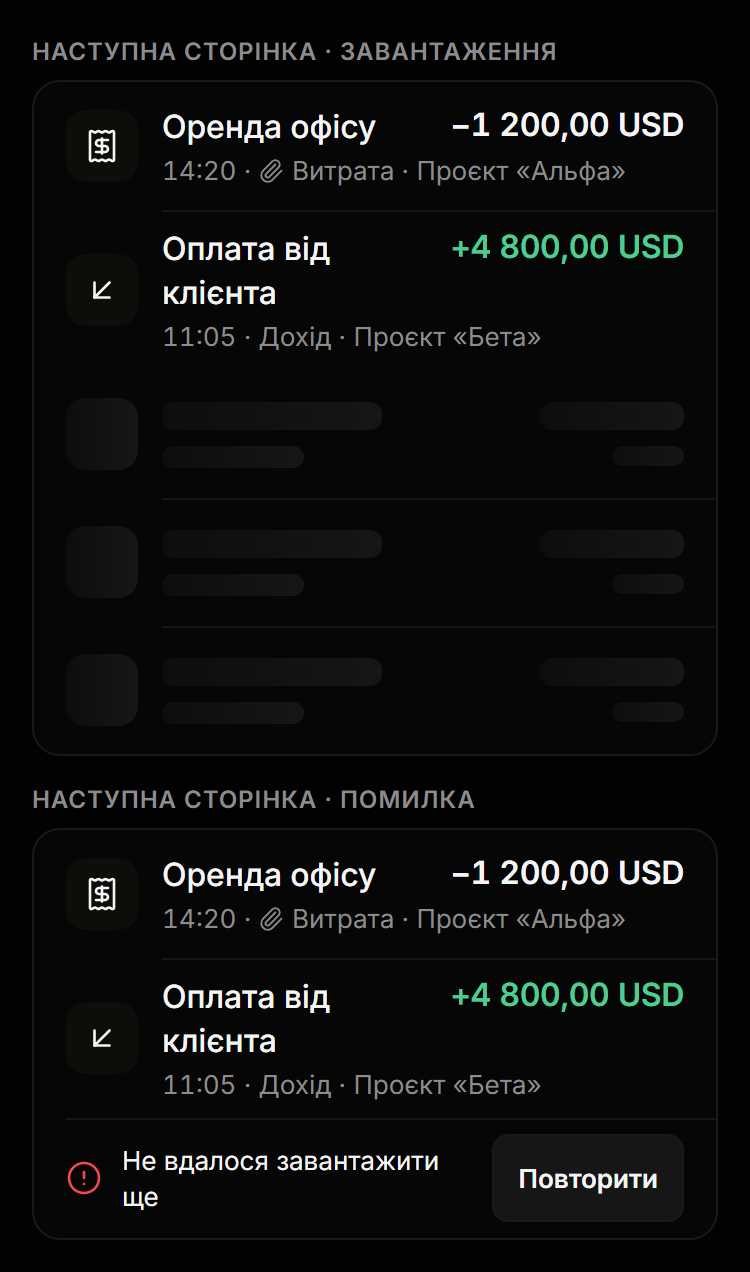 НАСТУПНА СТОРІНКА · ЗАВАНТАЖЕННЯ
Оренда офісу
−1 200,00 USD
14:20 · Витрата · Проєкт «Альфа»
Оплата від
клієнта
+4 800,00 USD
11:05 · Дохід · Проєкт «Бета»
НАСТУПНА СТОРІНКА · ПОМИЛКА
Оренда офісу
−1 200,00 USD
14:20 · Витрата · Проєкт «Альфа»
Оплата від
клієнта
+4 800,00 USD
11:05 · Дохід · Проєкт «Бета»
Не вдалося завантажити
ще
Повторити